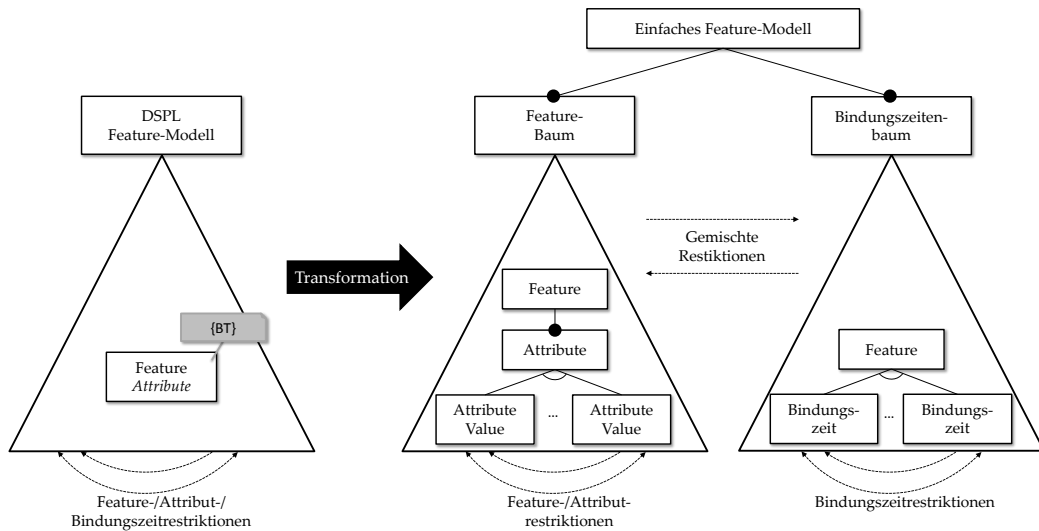 Einfaches Feature-Modell
DSPL
Feature-Modell
Feature-
Baum
Bindungszeiten-
baum
Gemischte
Restiktionen
Transformation
Feature
{BT}
Attribute
Feature
Feature
Attribute
Attribute
Value
...
Attribute
Value
Bindungs-
zeit
...
Bindungs-
zeit
Feature-/Attribut-/
Bindungszeitrestriktionen
Feature-/Attribut-
restriktionen
Bindungszeitrestriktionen